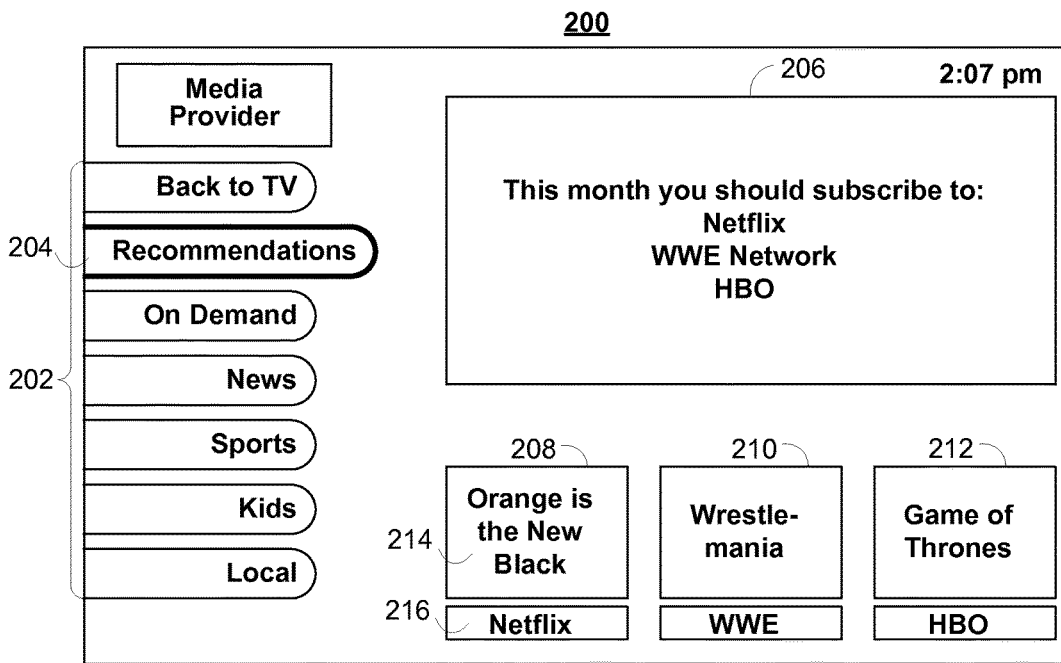 200
206
2:07 pm
Media
Provider
Back to TV
204
Recommendations
On Demand
202
News
Sports
Kids
Local
This month you should subscribe to:
Netflix
WWE Network
HBO
208
210
212
Orange is
the New
Black
214
Wrestle-
mania
Game of
Thrones
216
Netflix
WWE
HBO